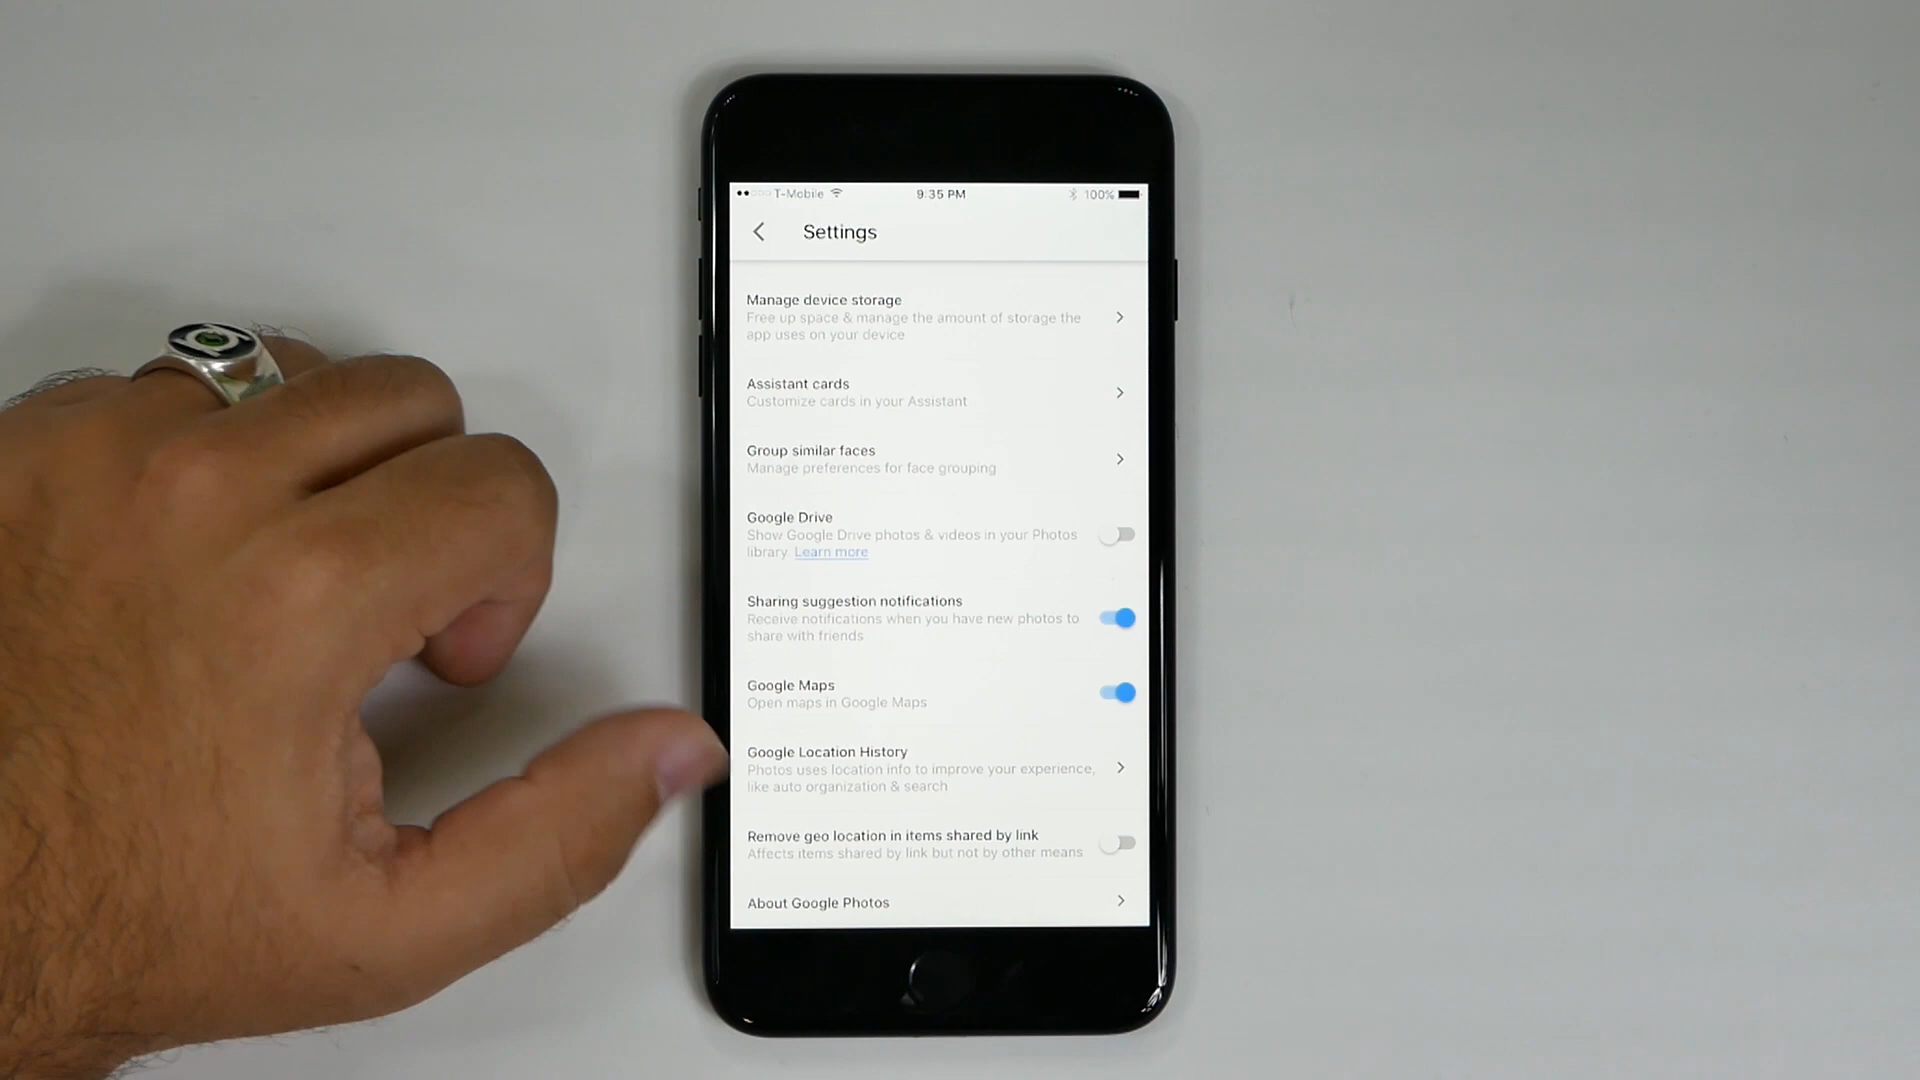 T-Mobile 9:35 PM 100%
Settings
Manage device storage
Free up space & manage the amount of storage the
app uses on your device
Assistant cards
Customize cards in your Assistant
Group similar faces
Manage preferences for face grouping
Google Drive
Show Google Drive photos & videos in your Photos
library. Learn more
Sharing suggestion notifications
Receive notifications when you have new photos to
share with friends
Google Maps
Open maps in Google Maps
Google Location History
Photos uses location info to improve your experience,
like auto organization & search
Remove geo location in items shared by link
Affects items shared by link but not by other means
About Google Photos